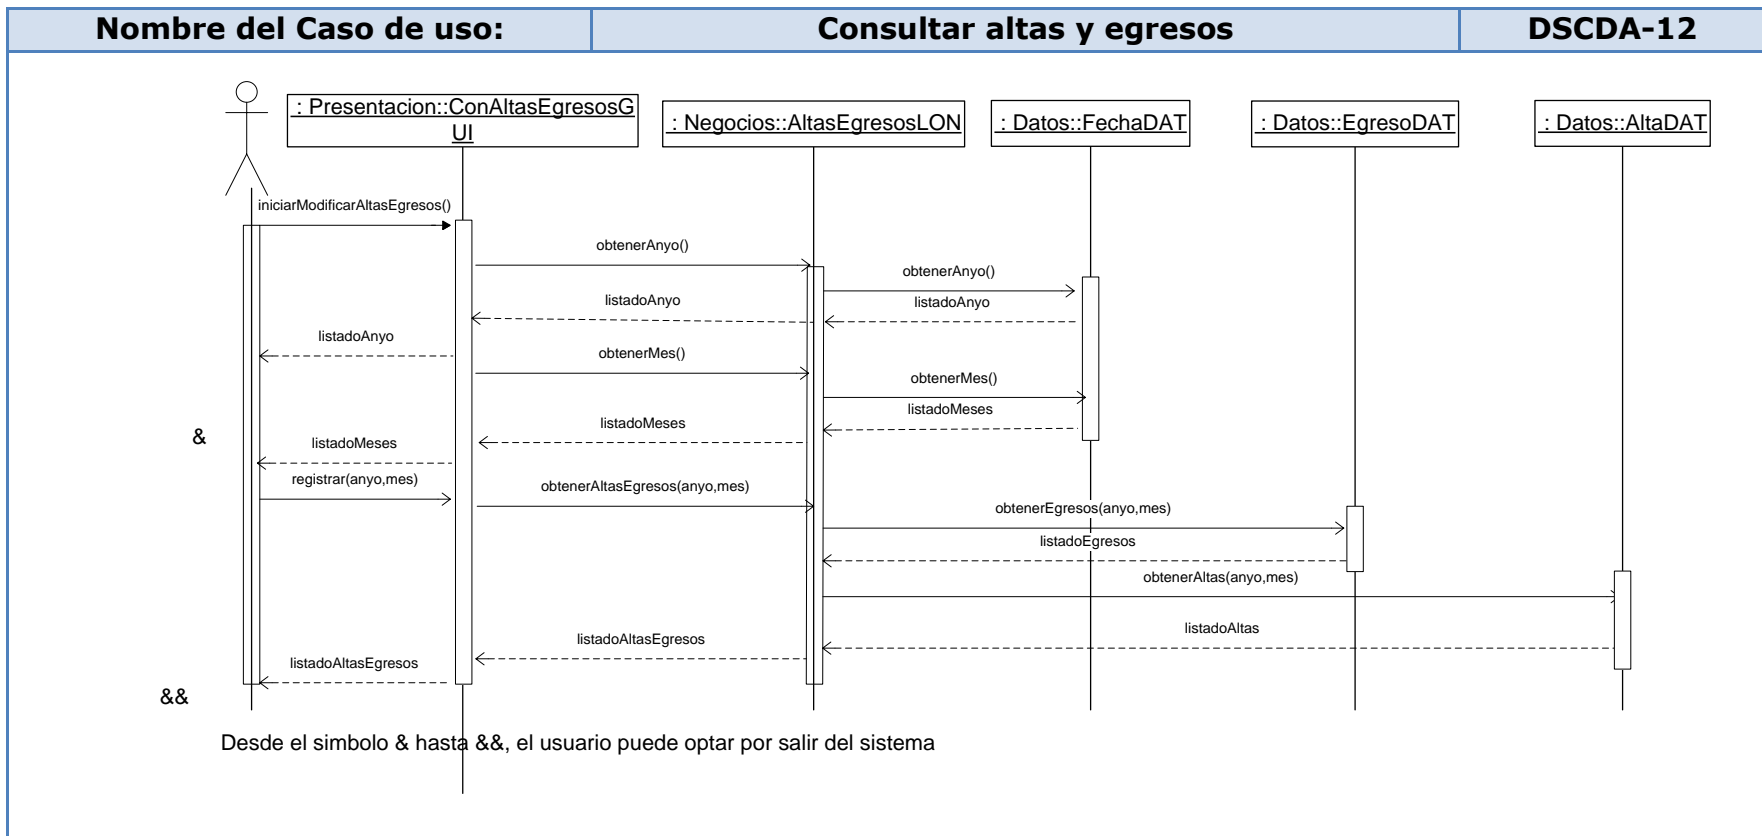 Nombre del Caso de uso: Consultar altas y egresos DSCDA-12
: Presentacion::ConAltasEgresosG
UI
: Negocios::AltasEgresosLON
: Datos::FechaDAT
: Datos::EgresoDAT
: Datos::AltaDAT
iniciarModificarAltasEgresos()
obtenerAnyo()
obtenerAnyo()
listadoAnyo
listadoAnyo
listadoAnyo
obtenerMes()
obtenerMes()
listadoMeses
listadoMeses
&
listadoMeses
registrar(anyo,mes)
obtenerAltasEgresos(anyo,mes)
obtenerEgresos(anyo,mes)
listadoEgresos
obtenerAltas(anyo,mes)
listadoAltas
listadoAltasEgresos
listadoAltasEgresos
&&
Desde el simbolo & hasta &&, el usuario puede optar por salir del sistema